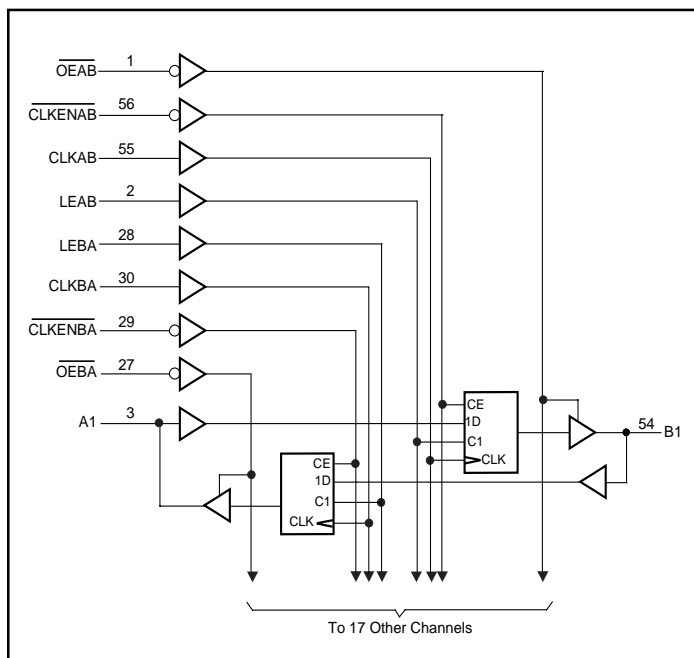 OEAB 1
CLKENAB 56
CLKAB 55
LEAB 2
LEBA 28
CLKBA 30
CLKENBA 29
OEBA 27
A1 3
CE
1D
C1
CLK
54 B1
CE
1D
C1
CLK
To 17 Other Channels